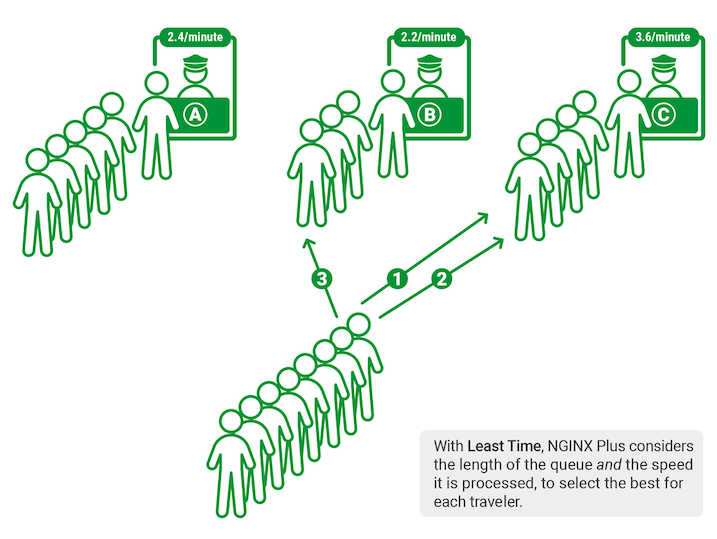 2.4/minute
2.2/minute
3.6/minute
A
B
C
3
1
2
With Least Time, NGINX Plus considers
the length of the queue and the speed
it is processed, to select the best for
each traveler.